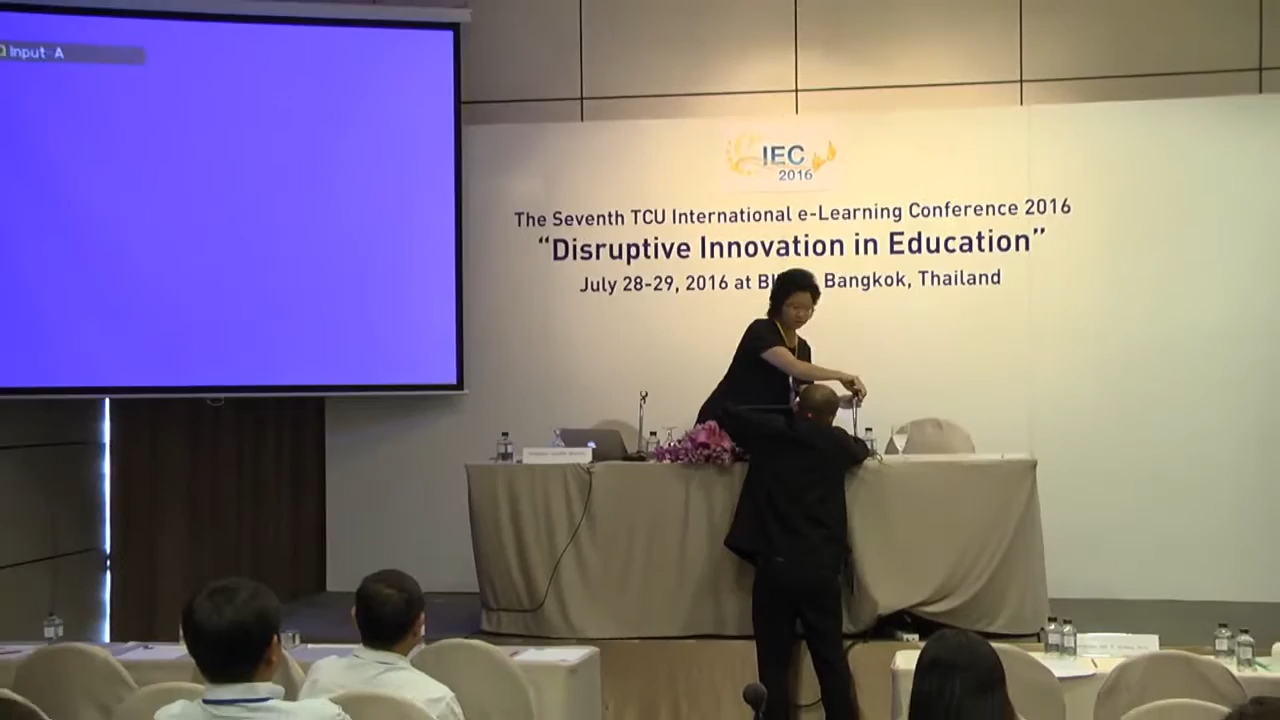 Input A
IEC
2016
The Seventh TCU International e-Learning Conference 2016
"Disruptive Innovation in Education"
July 28-29, 2016 at Bangkok, Thailand